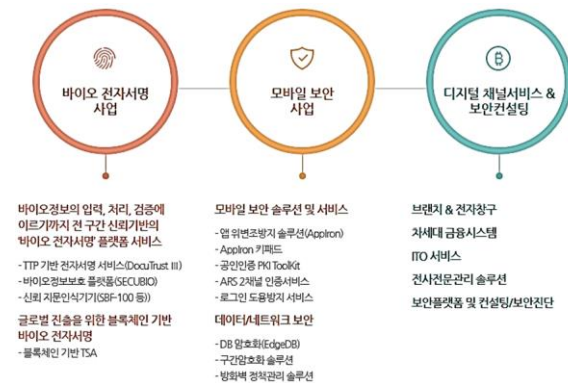 바이오 전자서명
사업
모바일 보안
사업
디지털 채널서비스 &
보안컨설팅
바이오정보의 입력, 처리, 검증에
이르기까지 전 구간 신뢰기반의
'바이오 전자서명' 플랫폼 서비스
- TTP 기반 전자서명 서비스(DocuTrust III)
- 바이오정보보호 플랫폼(SECUBIO)
- 신뢰 지문인식기기(SBF-100 등))
글로벌 진출을 위한 블록체인 기반
바이오 전자서명
- 블록체인 기반 TSA
모바일 보안 솔루션 및 서비스
- 앱 위변조방지 솔루션(AppIron)
- AppIron 키패드
- 공인인증 PKI ToolKit
- ARS 2채널 인증서비스
- 로그인 도용방지 서비스
데이터/네트워크 보안
- DB 암호화(EdgeDB)
- 구간암호화 솔루션
- 방화벽 정책관리 솔루션
브랜치 & 전자창구
차세대 금융시스템
ITO 서비스
전사전문관리 솔루션
보안플랫폼 및 컨설팅/보안진단